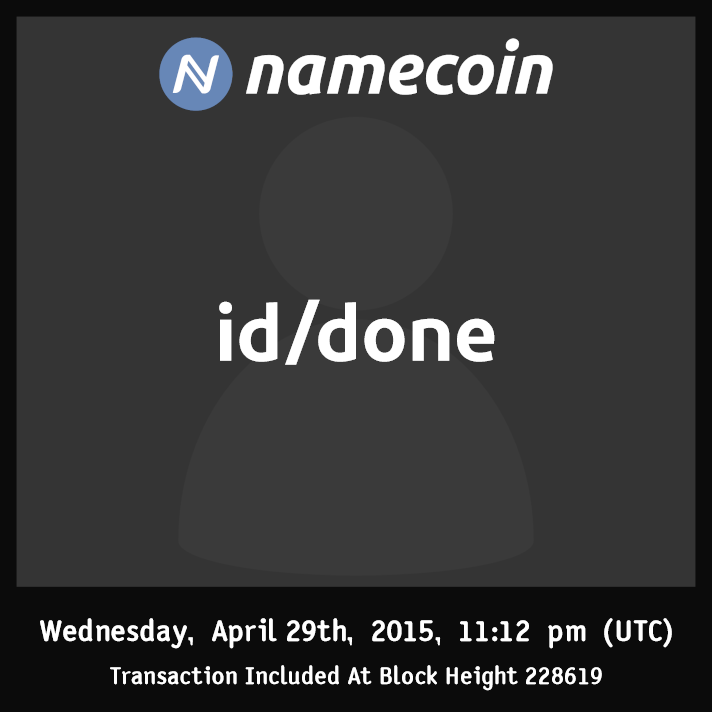 namecoin
id/done
Wednesday, April 29th, 2015, 11:12 pm (UTC)
Transaction Included At Block Height 228619